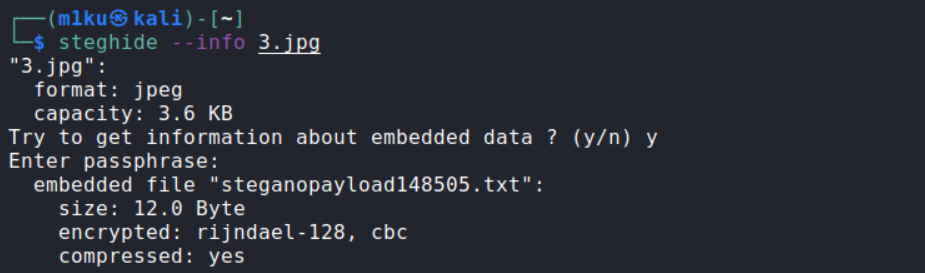 ┌──(m1ku㉿kali)-[~]
└─$ steghide --info 3.jpg
"3.jpg":
  format: jpeg
  capacity: 3.6 KB
Try to get information about embedded data ? (y/n) y
Enter passphrase:
  embedded file "steganopayload148505.txt":
    size: 12.0 Byte
    encrypted: rijndael-128, cbc
    compressed: yes